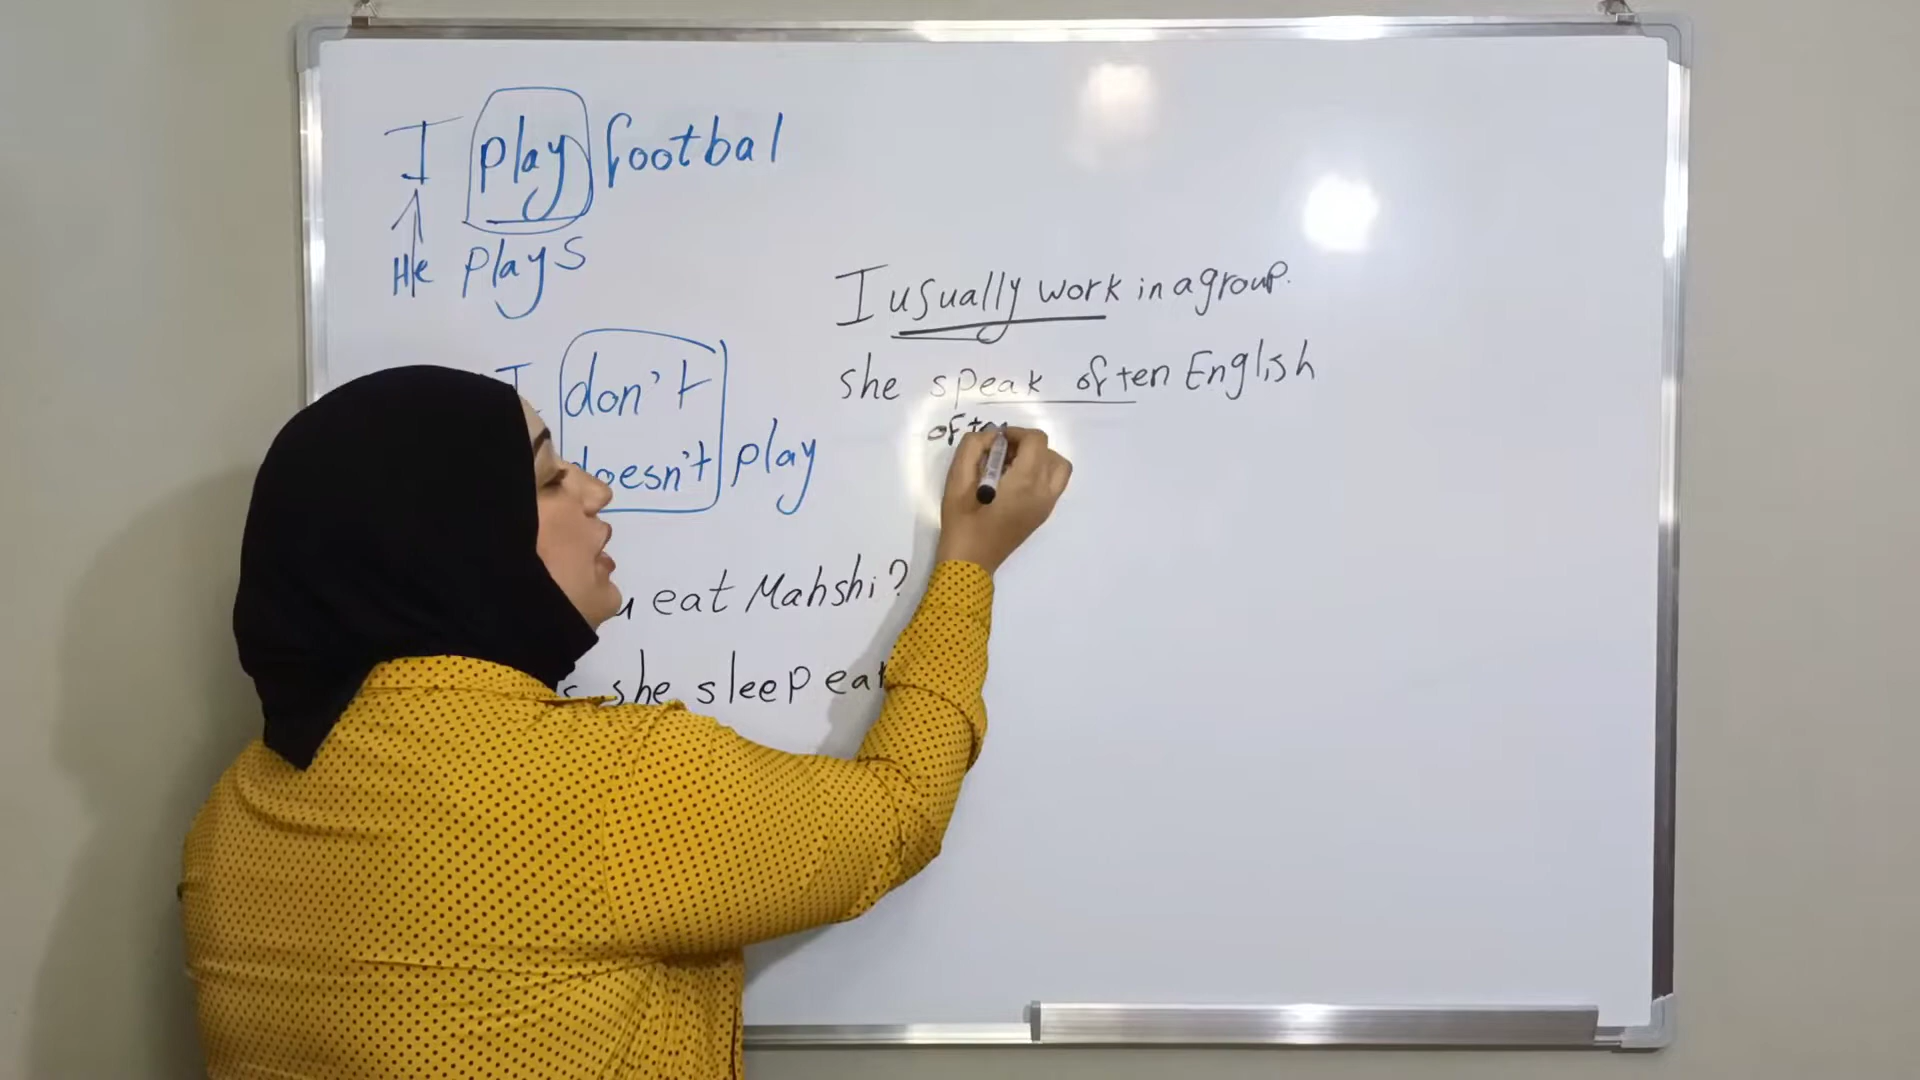 I play footbal
He plays
don't
doesn't play
eat Mahshi?
she sleep eat
I usually work in a group.
she speak often English
often